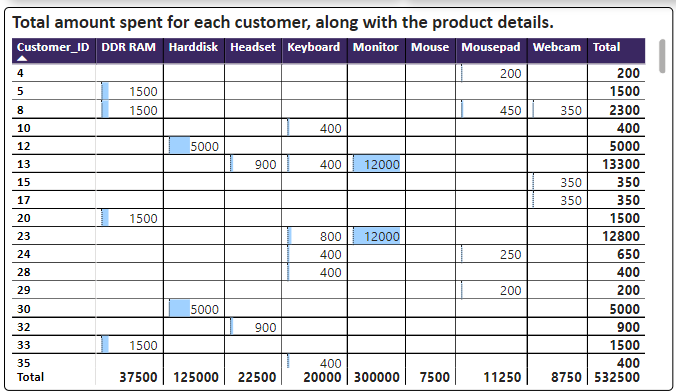 Total amount spent for each customer, along with the product details.
Customer_ID DDR RAM Harddisk Headset Keyboard Monitor Mouse Mousepad Webcam Total
4 200 200
5 1500 1500
8 1500 450 350 2300
10 400 400
12 5000 5000
13 900 400 12000 13300
15 350 350
17 350 350
20 1500 1500
23 800 12000 12800
24 400 250 650
28 400 400
29 200 200
30 5000 5000
32 900 900
33 1500 1500
35 400 400
Total 37500 125000 22500 20000 300000 7500 11250 8750 532500